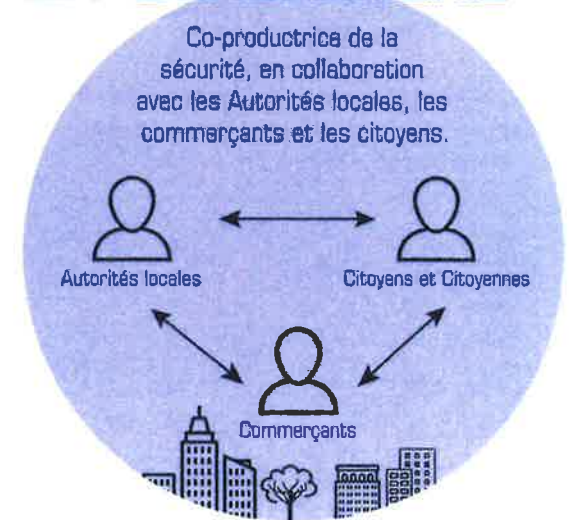 Co-productrice de la
sécurité, en collaboration
avec les Autorités locales, les
commerçants et les citoyens.
Autorités locales
Citoyens et Citoyennes
Commerçants